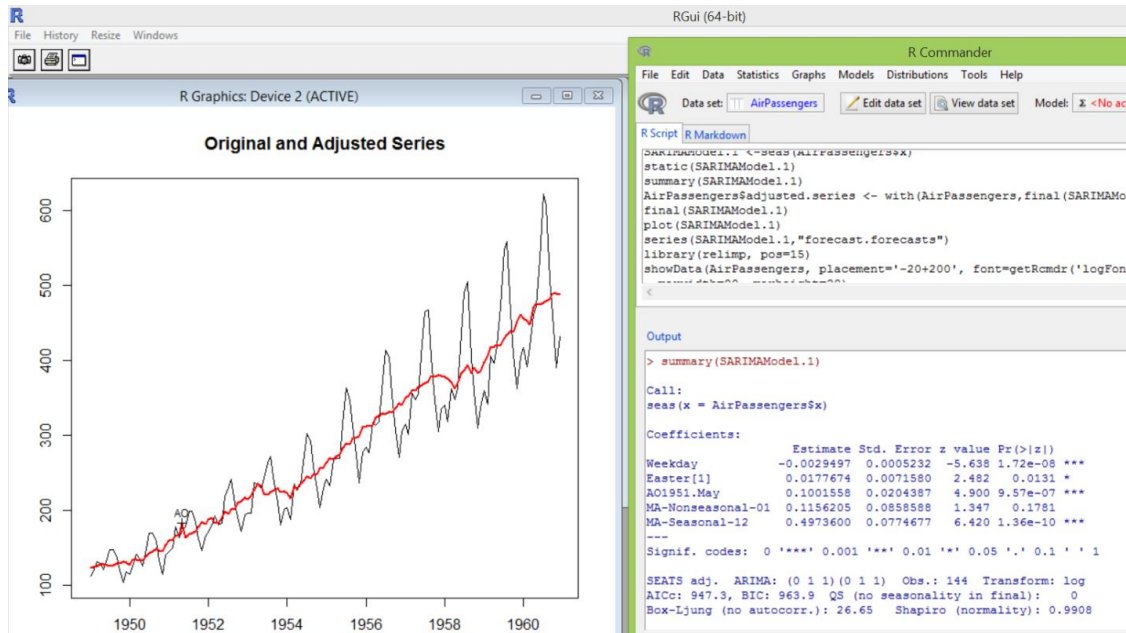 RGui (64-bit)
File History Resize Windows
R Graphics: Device 2 (ACTIVE)
Original and Adjusted Series
600
500
400
300
200
100
AO
1950 1952 1954 1956 1958 1960
R Commander
File Edit Data Statistics Graphs Models Distributions Tools Help
Data set: AirPassengers Edit data set View data set Model: Σ <No ac
R Script R Markdown
SARIMAModel.1 <-seas(AirPassengers$x)
static(SARIMAModel.1)
summary(SARIMAModel.1)
AirPassengers$adjusted.series <- with(AirPassengers,final(SARIMAMo
final(SARIMAModel.1)
plot(SARIMAModel.1)
series(SARIMAModel.1,"forecast.forecasts")
library(relimp, pos=15)
showData(AirPassengers, placement='-20+200', font=getRcmdr('logFon
Output
> summary(SARIMAModel.1)
Call:
seas(x = AirPassengers$x)
Coefficients:
Estimate Std. Error z value Pr(>|z|)
Weekday -0.0029497 0.0005232 -5.638 1.72e-08 ***
Easter[1] 0.0177674 0.0071580 2.482 0.0131 *
AO1951.May 0.1001558 0.0204387 4.900 9.57e-07 ***
MA-Nonseasonal-01 0.1156205 0.0858588 1.347 0.1781
MA-Seasonal-12 0.4973600 0.0774677 6.420 1.36e-10 ***
---
Signif. codes: 0 '***' 0.001 '**' 0.01 '*' 0.05 '.' 0.1 ' ' 1
SEATS adj. ARIMA: (0 1 1)(0 1 1) Obs.: 144 Transform: log
AICc: 947.3, BIC: 963.9 QS (no seasonality in final): 0
Box-Ljung (no autocorr.): 26.65 Shapiro (normality): 0.9908